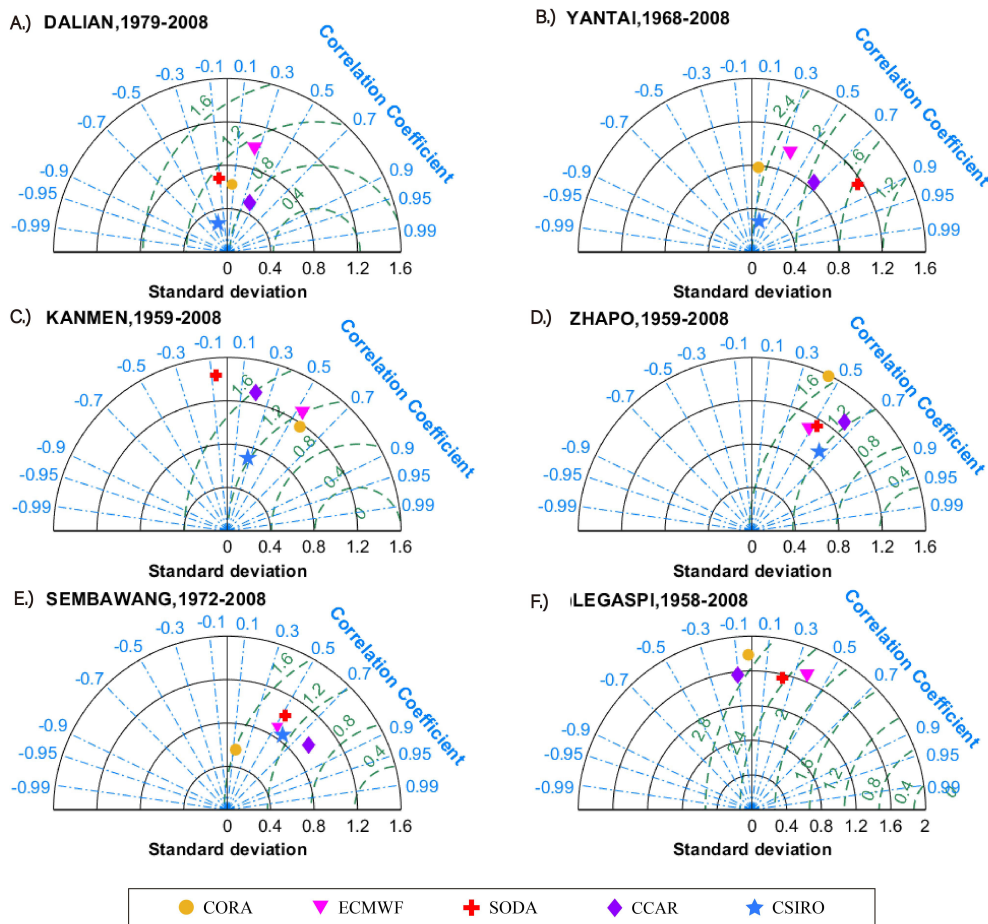 A.) DALIAN,1979-2008
Correlation Coefficient
-0.99 -0.95 -0.9 -0.7 -0.5 -0.3 -0.1 0.1 0.3 0.5 0.7 0.9 0.95 0.99
1.6 1.2 0.8 0.4
0 0.4 0.8 1.2 1.6
Standard deviation
B.) YANTAI,1968-2008
Correlation Coefficient
-0.99 -0.95 -0.9 -0.7 -0.5 -0.3 -0.1 0.1 0.3 0.5 0.7 0.9 0.95 0.99
2.4 2 .6 1.2
0 0.4 0.8 1.2 1.6
Standard deviation
C.) KANMEN,1959-2008
Correlation Coefficient
-0.99 -0.95 -0.9 -0.7 -0.5 -0.3 -0.1 0.1 0.3 0.5 0.7 0.9 0.95 0.99
1.6 1.2 0.8 0.4 0
0 0.4 0.8 1.2 1.6
Standard deviation
D.) ZHAPO,1959-2008
Correlation Coefficient
-0.99 -0.95 -0.9 -0.7 -0.5 -0.3 -0.1 0.1 0.3 0.5 0.7 0.9 0.95 0.99
1.6 1.2 0.8 0.4
0 0.4 0.8 1.2 1.6
Standard deviation
E.) SEMBAWANG,1972-2008
Correlation Coefficient
-0.99 -0.95 -0.9 -0.7 -0.5 -0.3 -0.1 0.1 0.3 0.5 0.7 0.9 0.95 0.99
1.6 1.2 0.8 0.4
0 0.4 0.8 1.2 1.6
Standard deviation
F.) LEGASPI,1958-2008
Correlation Coefficient
-0.99 -0.95 -0.9 -0.7 -0.5 -0.3 -0.1 0.1 0.3 0.5 0.7 0.9 0.95 0.99
2.8 2.4 2 1.6 1.2 0.8 0.4
0 0.4 0.8 1.2 1.6 2
Standard deviation
CORA ECMWF SODA CCAR CSIRO